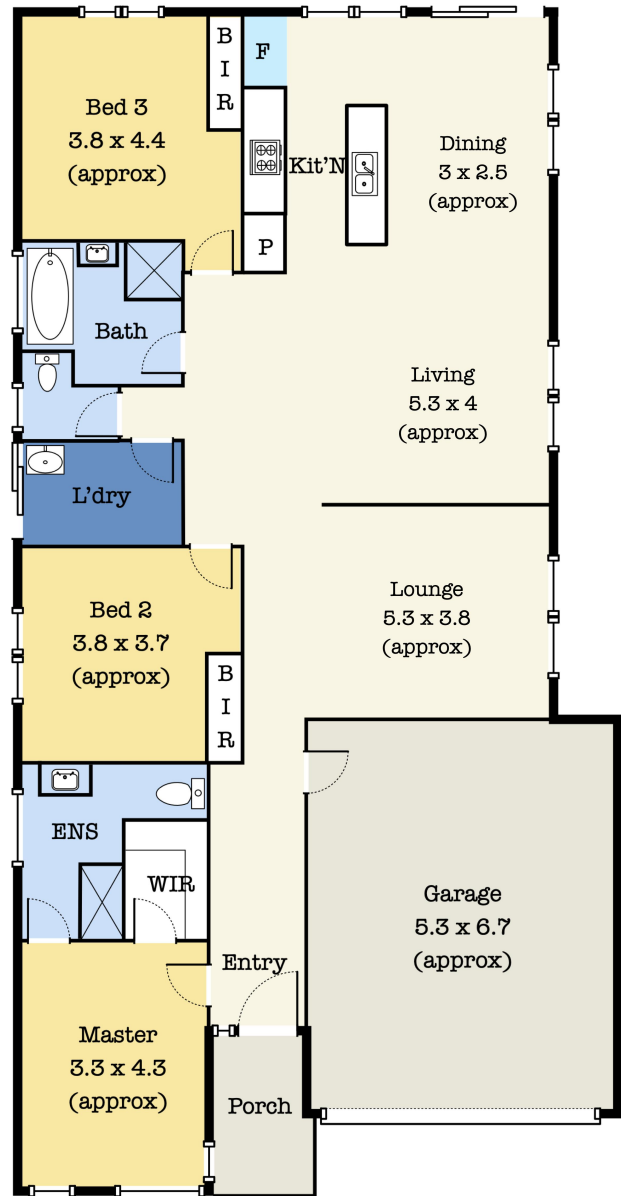 Bed 3
3.8 x 4.4
(approx)
B
I
R
F
Kit'N
P
Dining
3 x 2.5
(approx)
Bath
Living
5.3 x 4
(approx)
L'dry
Bed 2
3.8 x 3.7
(approx)
B
I
R
Lounge
5.3 x 3.8
(approx)
ENS
WIR
Garage
5.3 x 6.7
(approx)
Entry
Master
3.3 x 4.3
(approx)
Porch